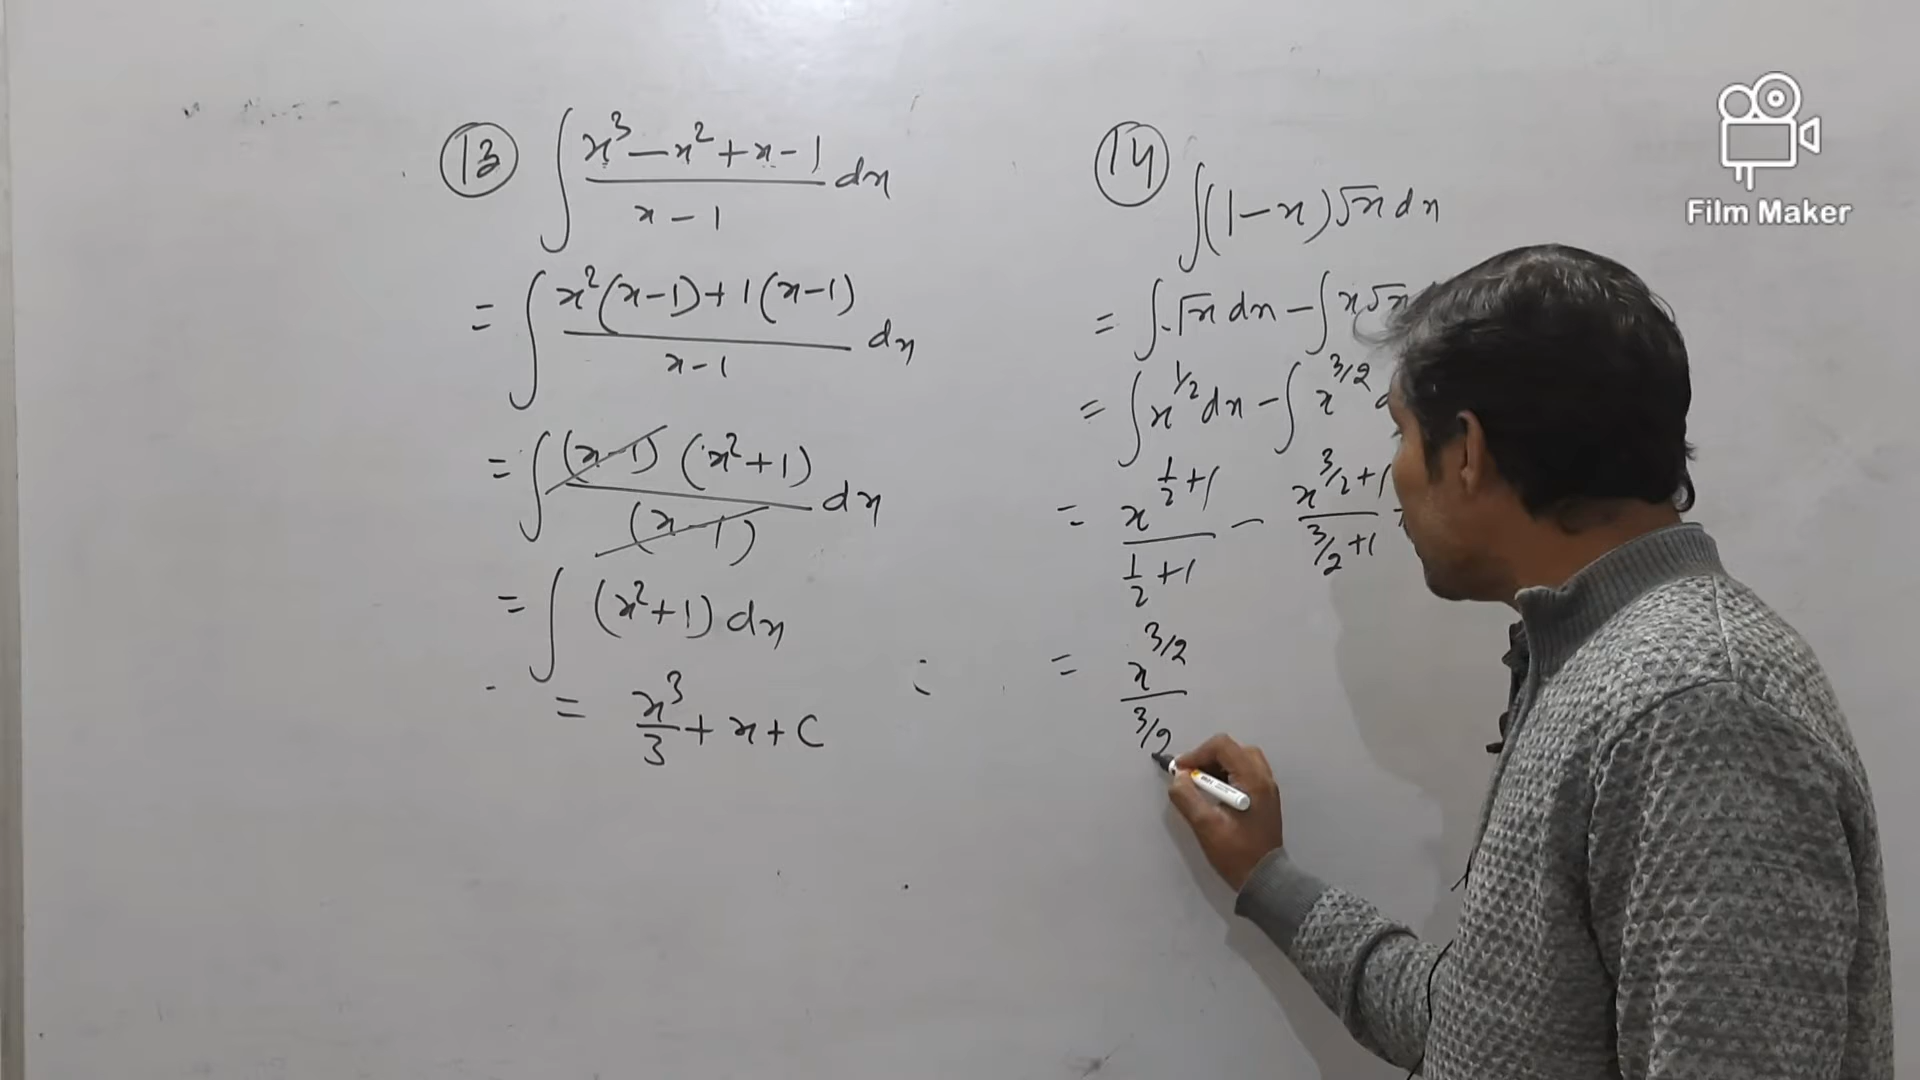 13 ∫ (x³ - x² + x - 1)/(x - 1) dx
= ∫ (x²(x-1) + 1(x-1))/(x-1) dx
= ∫ ((x-1)(x²+1))/(x-1) dx
= ∫ (x²+1) dx
= x³/3 + x + C
14 ∫(1-x)√x dx
= ∫√x dx - ∫x√x
= ∫x^1/2 dx - ∫x^3/2 d
= x^(1/2+1)/(1/2+1) - x^(3/2+1)/(3/2+1) +
= x^3/2/(3/2)
Film Maker